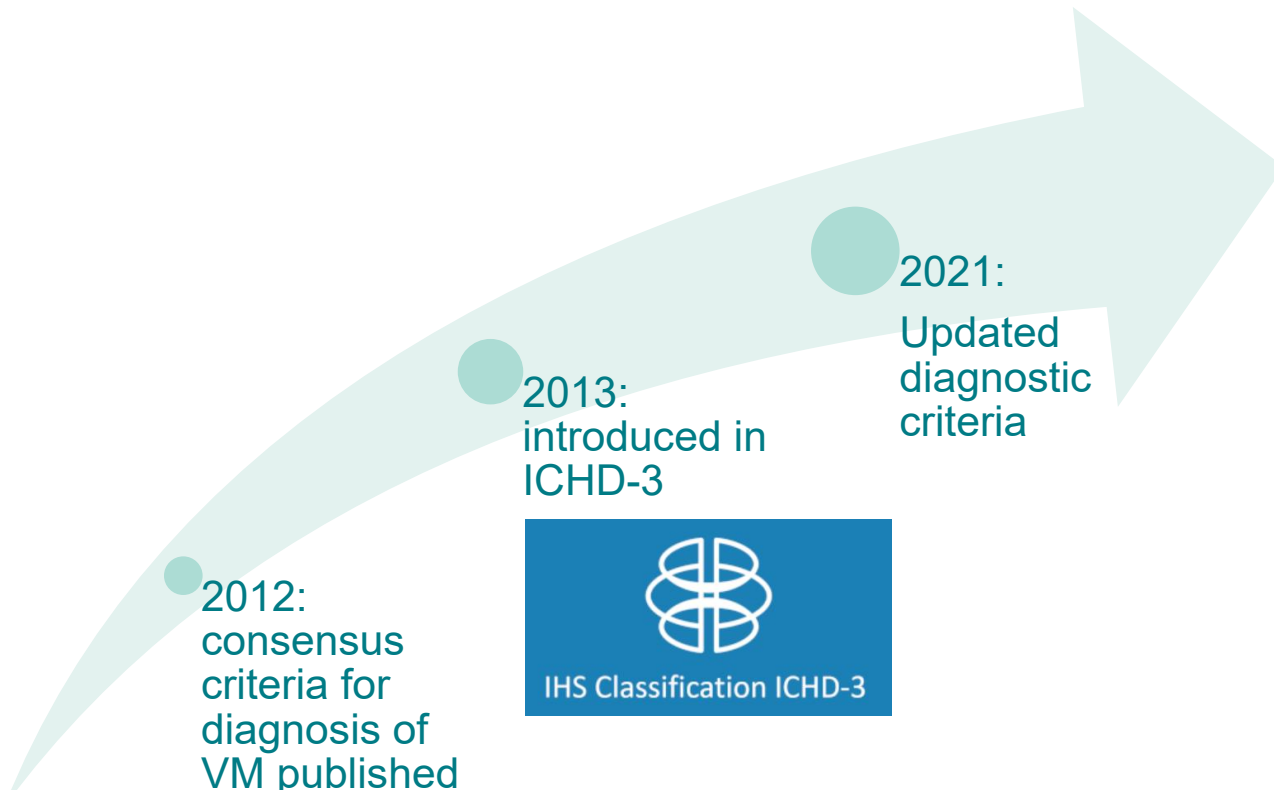 2012:
consensus
criteria for
diagnosis of
VM published
2013:
introduced in
ICHD-3
IHS Classification ICHD-3
2021:
Updated
diagnostic
criteria